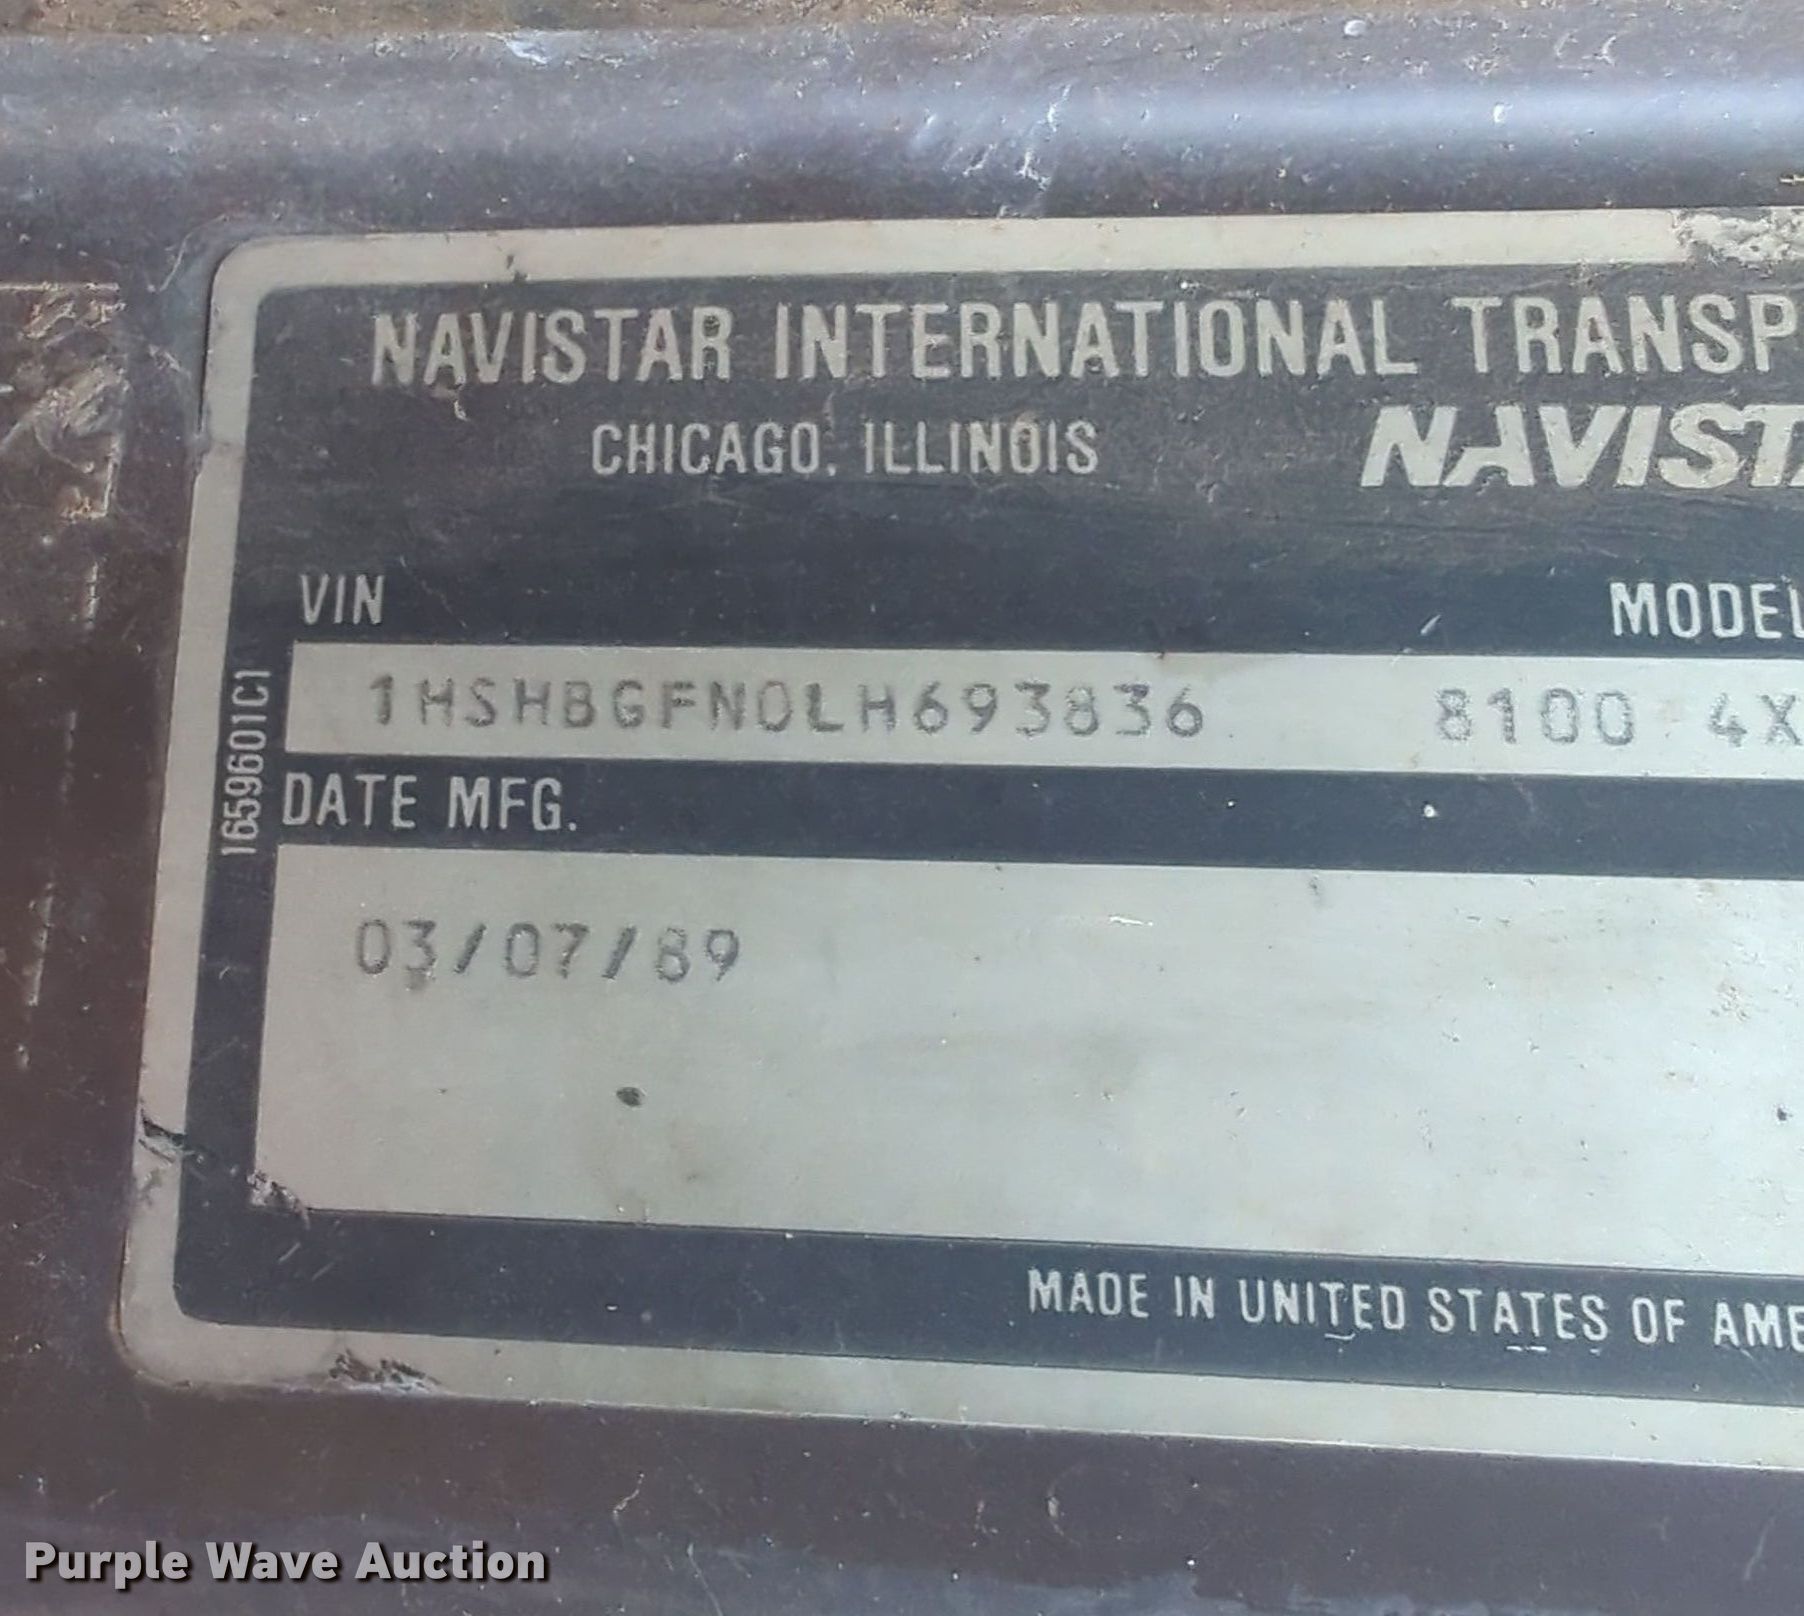 NAVISTAR INTERNATIONAL TRANSP
CHICAGO, ILLINOIS
NAVISTA
VIN
MODEL
1HSHBGFN0LH693836
8100 4X
1659601C1
DATE MFG.
03/07/89
MADE IN UNITED STATES OF AME
Purple Wave Auction